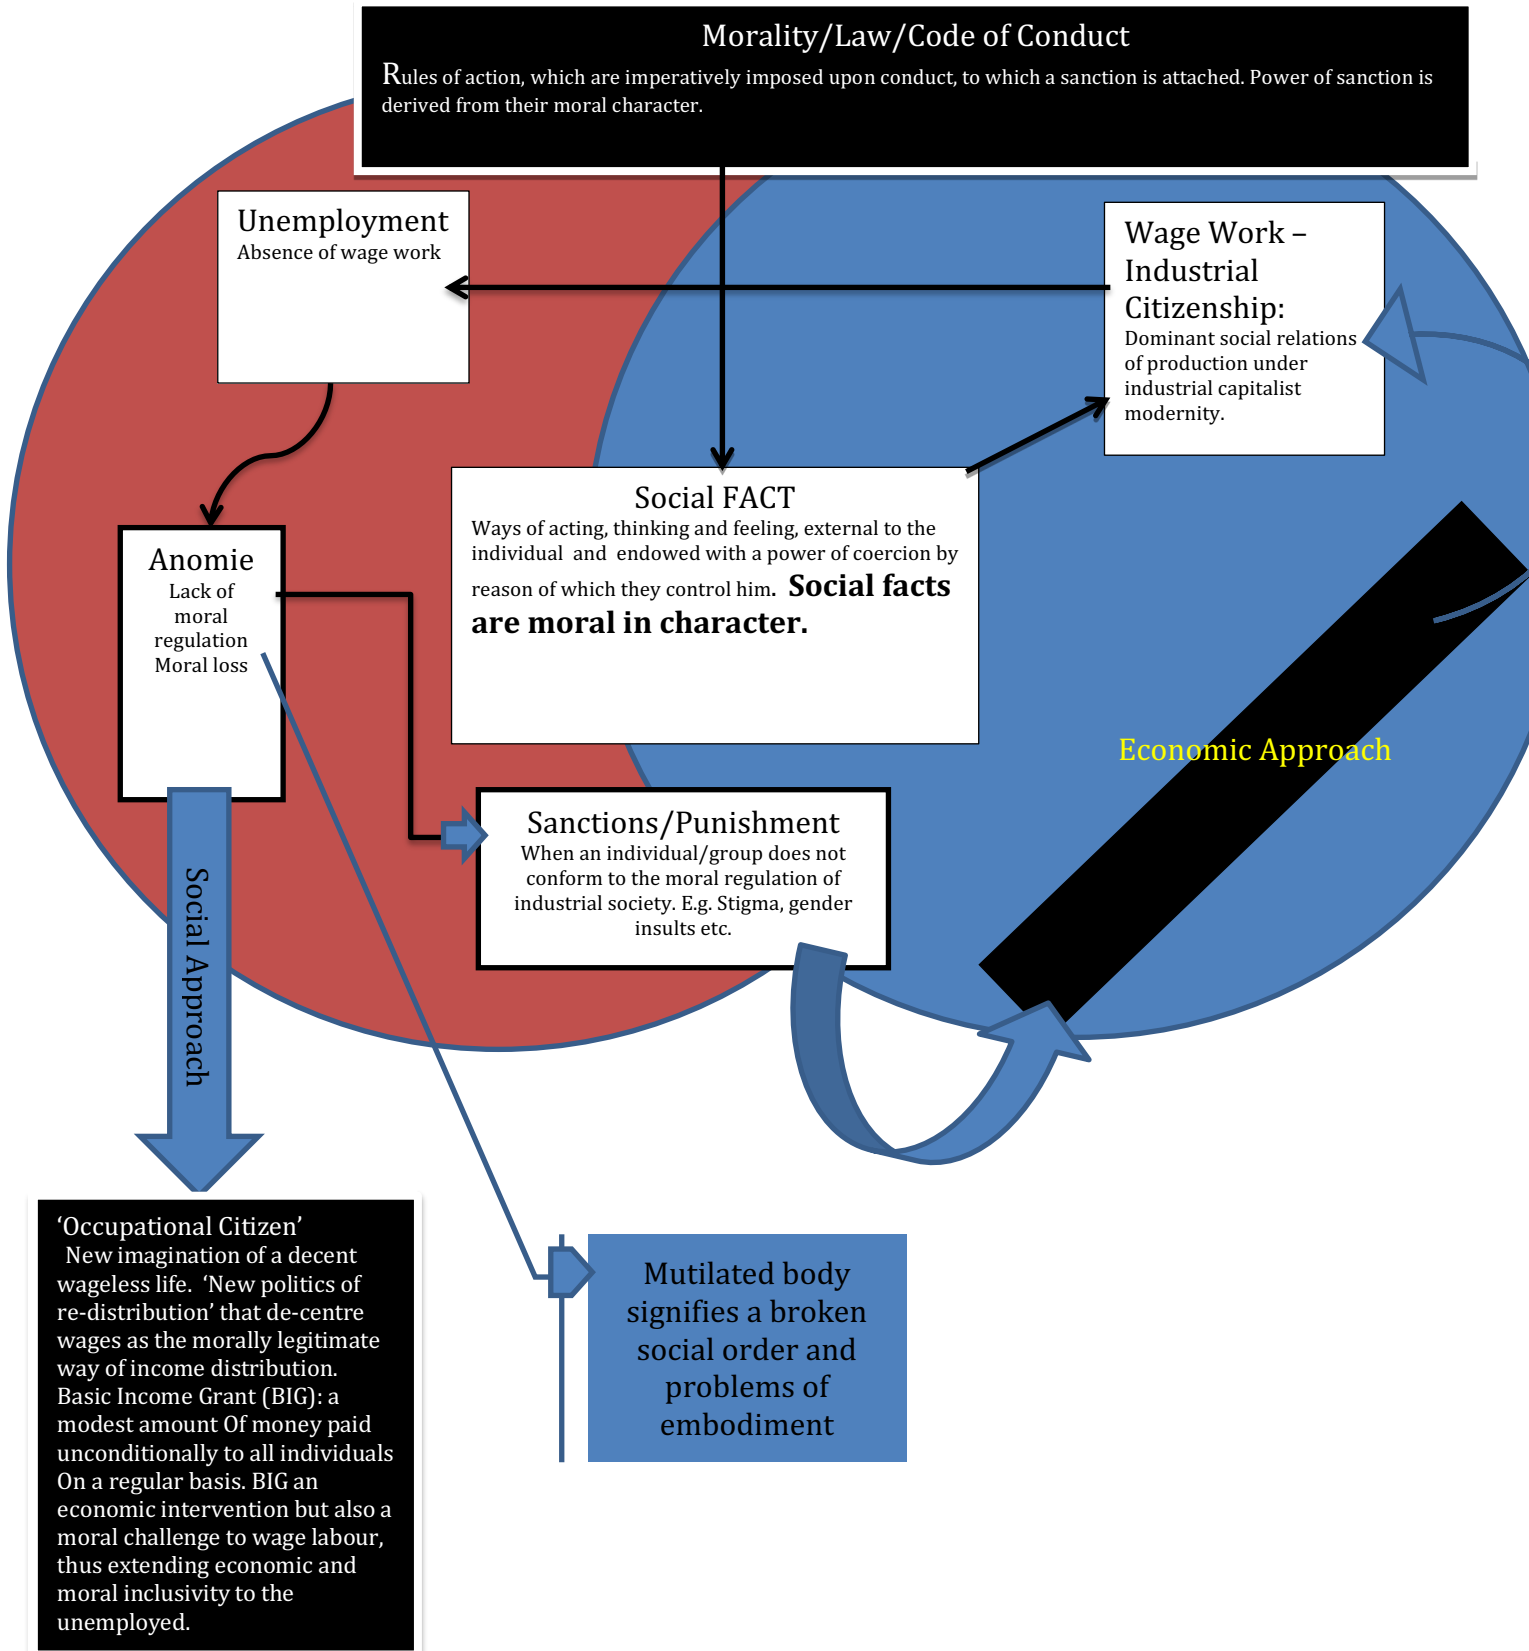 Morality/Law/Code of Conduct
Rules of action, which are imperatively imposed upon conduct, to which a sanction is attached. Power of sanction is
derived from their moral character.
Unemployment
Absence of wage work
Wage Work –
Industrial
Citizenship:
Dominant social relations
of production under
industrial capitalist
modernity.
Social FACT
Ways of acting, thinking and feeling, external to the
individual and endowed with a power of coercion by
reason of which they control him. Social facts
are moral in character.
Anomie
Lack of
moral
regulation
Moral loss
Economic Approach
Sanctions/Punishment
When an individual/group does not
conform to the moral regulation of
industrial society. E.g. Stigma, gender
insults etc.
Social Approach
‘Occupational Citizen’
New imagination of a decent
wageless life. ‘New politics of
re-distribution’ that de-centre
wages as the morally legitimate
way of income distribution.
Basic Income Grant (BIG): a
modest amount Of money paid
unconditionally to all individuals
On a regular basis. BIG an
economic intervention but also a
moral challenge to wage labour,
thus extending economic and
moral inclusivity to the
unemployed.
Mutilated body
signifies a broken
social order and
problems of
embodiment